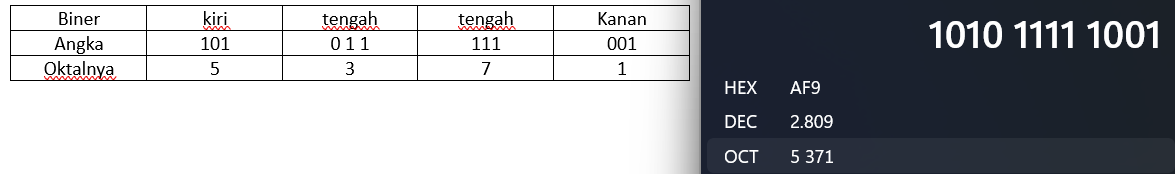 Biner kiri tengah tengah Kanan
Angka 101 0 1 1 111 001
Oktalnya 5 3 7 1
1010 1111 1001
HEX AF9
DEC 2.809
OCT 5 371